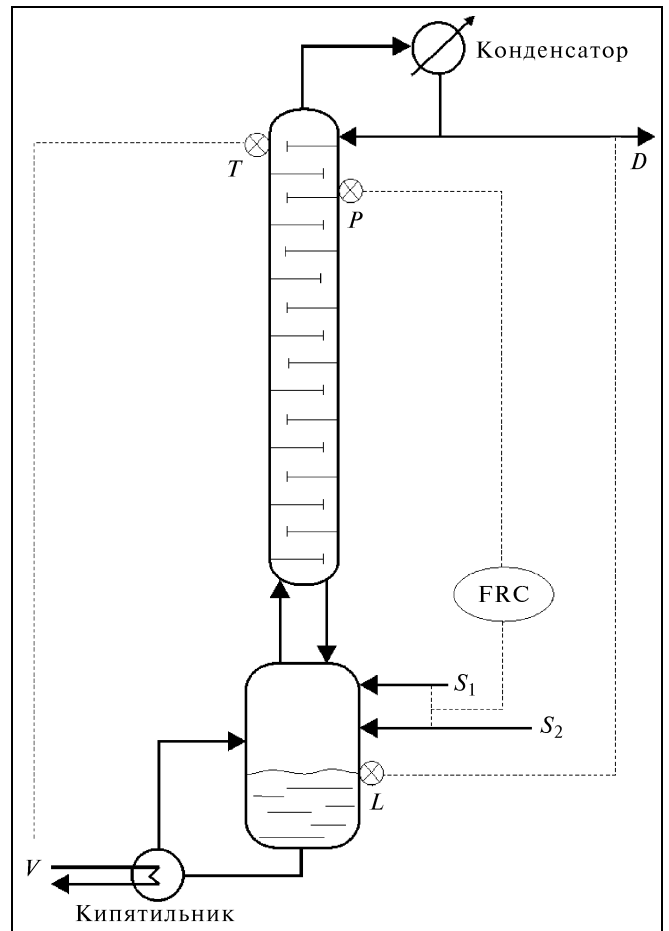 Конденсатор
T
D
P
FRC
S1
S2
L
V
Кипятильник